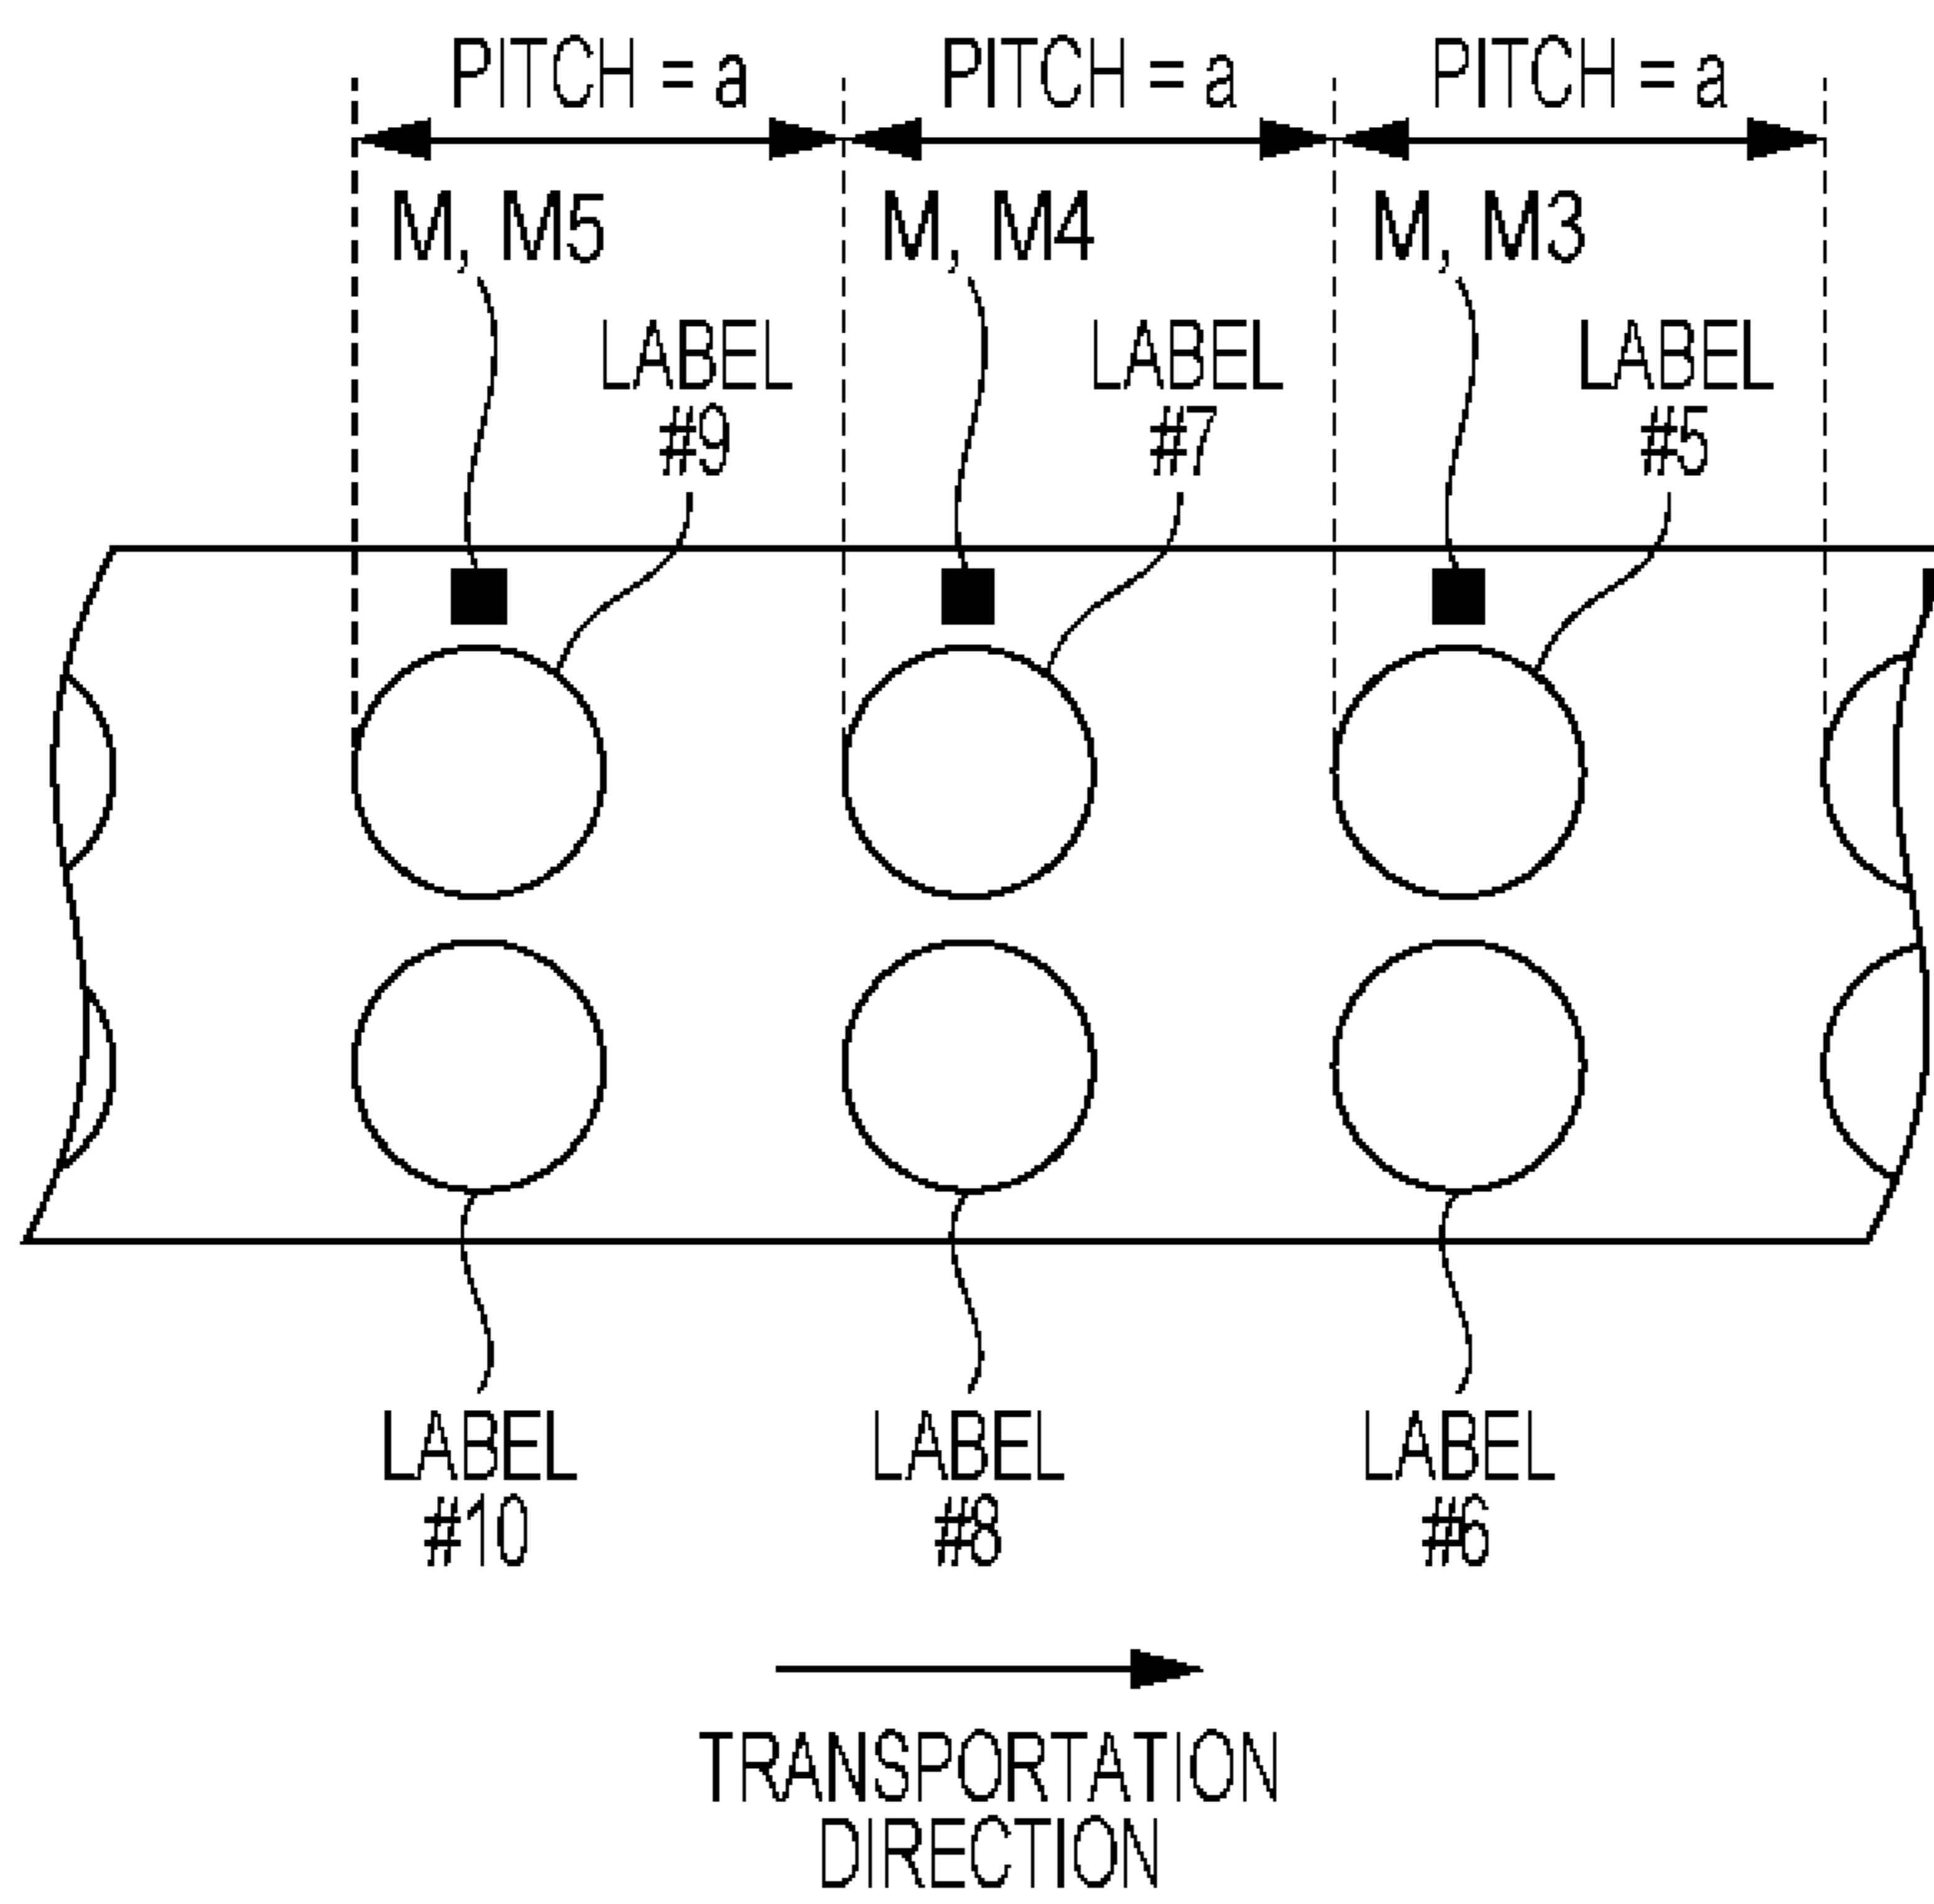 PITCH = a PITCH = a PITCH = a
M, M5 M, M4 M, M3
LABEL LABEL LABEL
#9 #7 #5
LABEL LABEL LABEL
#10 #8 #6
TRANSPORTATION
DIRECTION